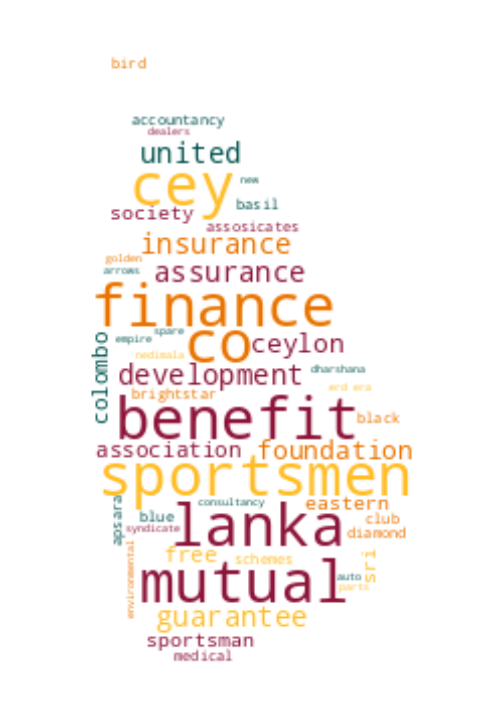 bird
accountancy
dealers
united
cey
new
basil
society
assosicates
insurance
golden
assurance
arrows
finance
spare
empire
co
ceylon
nedimala
colombo
development
dharshana
erd era
brightstar
benefit
black
association
foundation
sportsmen
consultancy
eastern
apsara
blue
lanka
club
syndicate
diamond
free
schemes
sri
environmental
mutual
auto
parts
guarantee
sportsman
medical